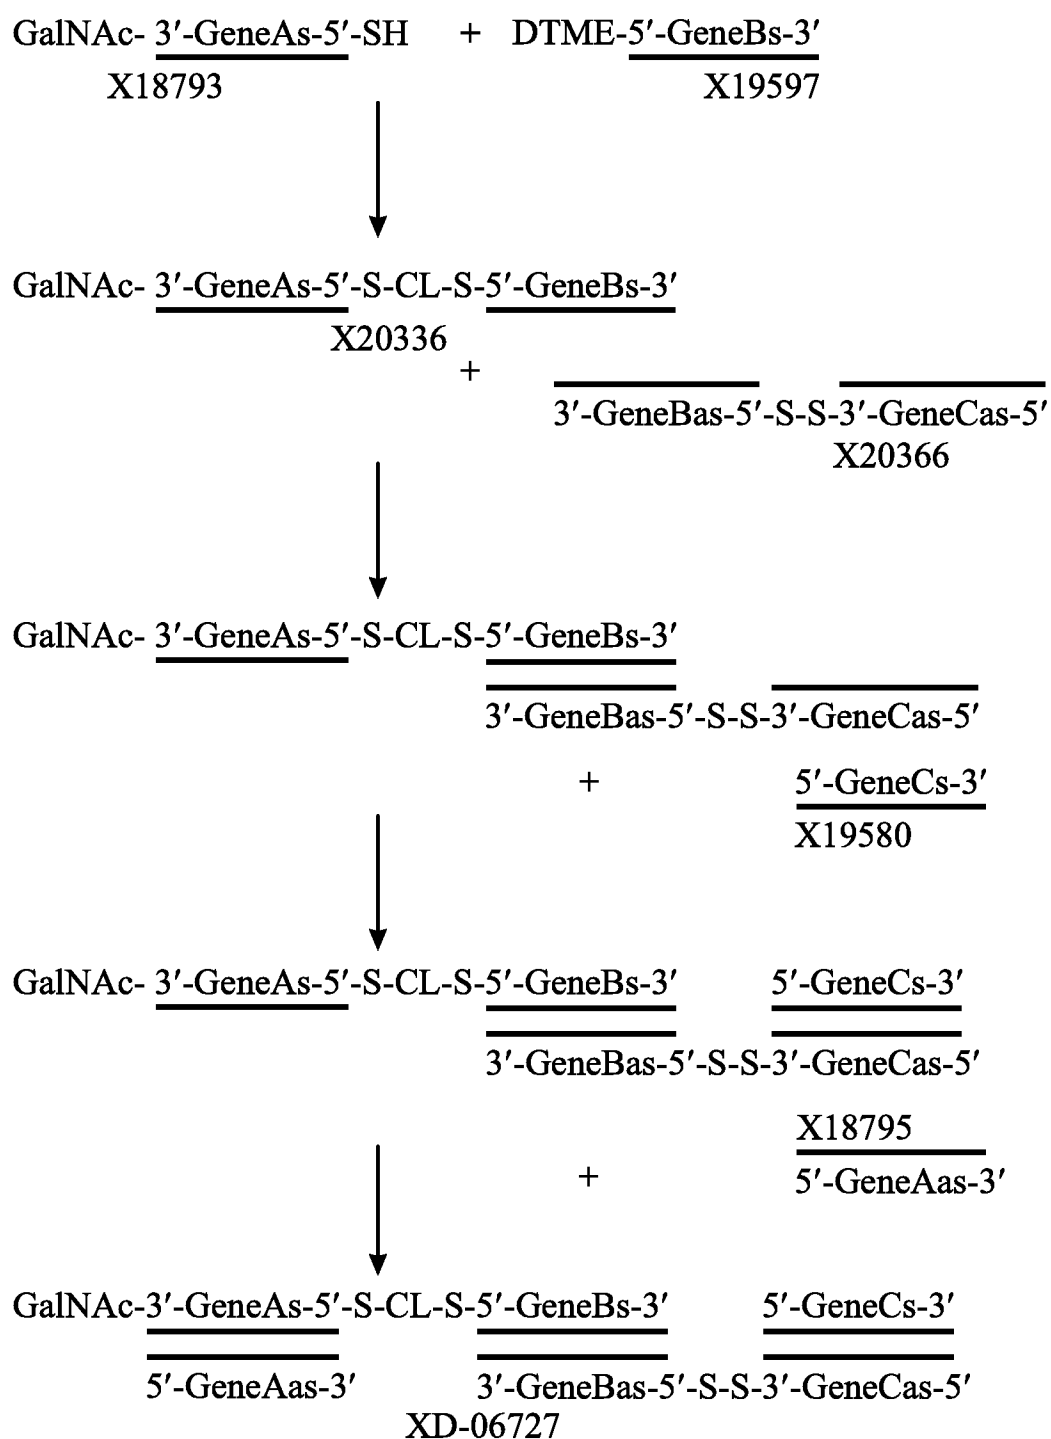 GalNAc- 3′-GeneAs-5′-SH + DTME-5′-GeneBs-3′
X18793 X19597
GalNAc- 3′-GeneAs-5′-S-CL-S-5′-GeneBs-3′
X20336
+
3′-GeneBas-5′-S-S-3′-GeneCas-5′
X20366
GalNAc- 3′-GeneAs-5′-S-CL-S-5′-GeneBs-3′
3′-GeneBas-5′-S-S-3′-GeneCas-5′
+ 5′-GeneCs-3′
X19580
GalNAc- 3′-GeneAs-5′-S-CL-S-5′-GeneBs-3′ 5′-GeneCs-3′
3′-GeneBas-5′-S-S-3′-GeneCas-5′
X18795
+ 5′-GeneAas-3′
GalNAc-3′-GeneAs-5′-S-CL-S-5′-GeneBs-3′ 5′-GeneCs-3′
5′-GeneAas-3′ 3′-GeneBas-5′-S-S-3′-GeneCas-5′
XD-06727